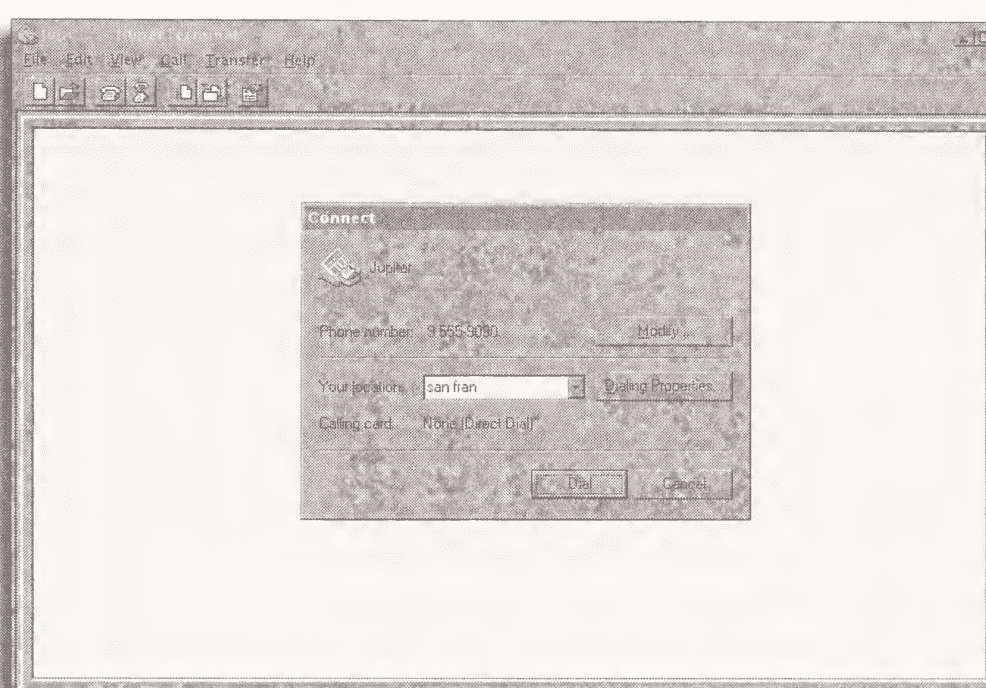 HyperTerminal
File Edit View Call Transfer Help
Connect
Jupiter
Phone number: 9 555-9090
Modify ...
Your location: san fran
Dialing Properties...
Calling card: None (Direct Dial)
Dial Cancel